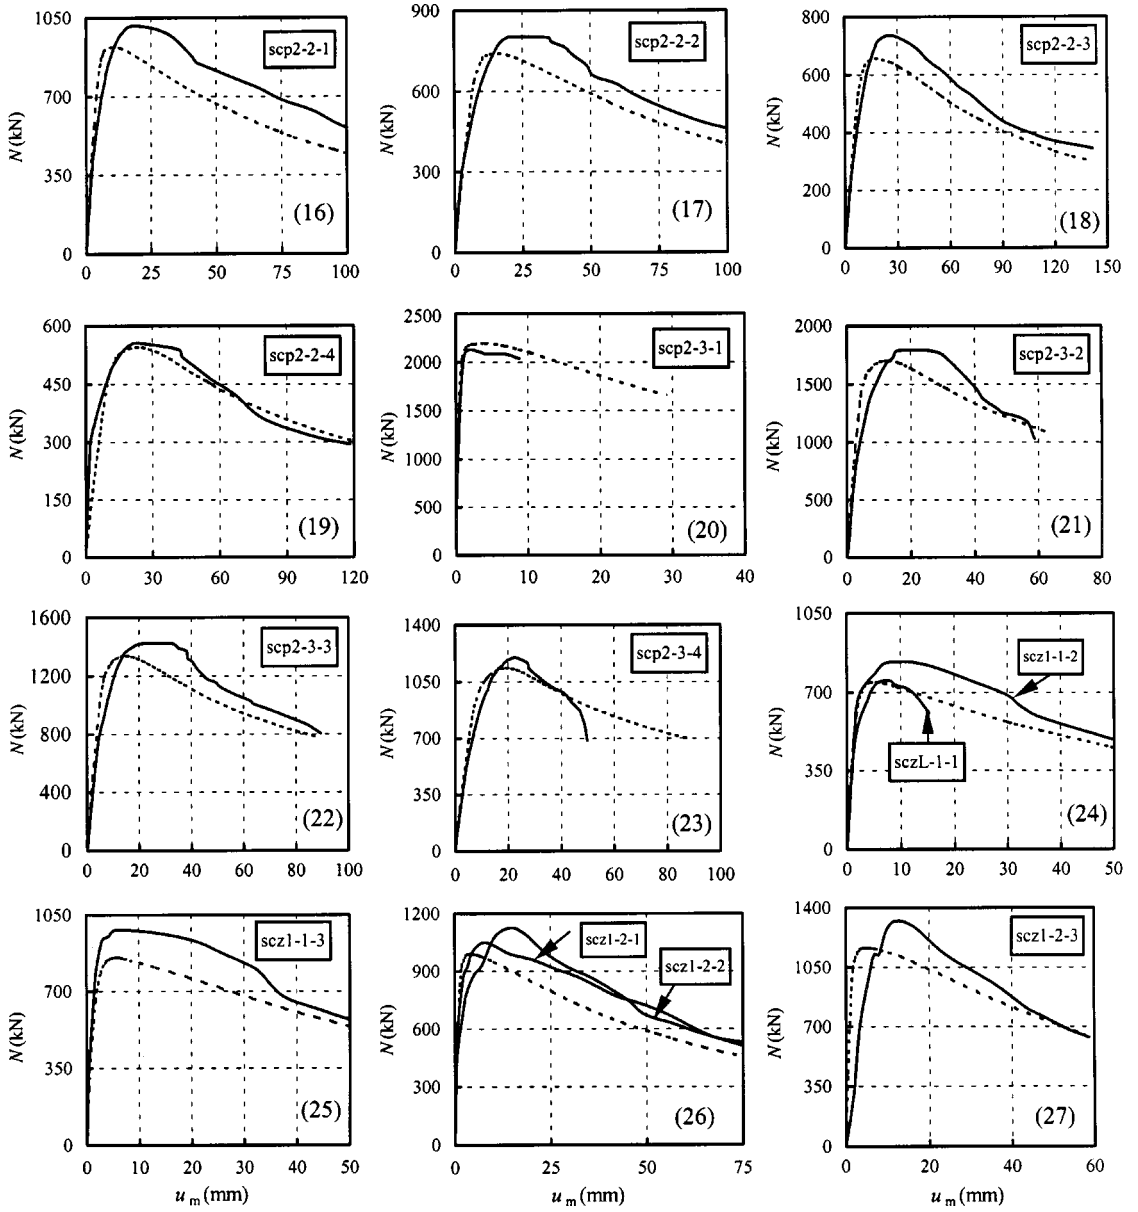 1050
700
350
0
N(kN)
scp2-2-1
(16)
0 25 50 75 100
900
600
300
0
N(kN)
scp2-2-2
(17)
0 25 50 75 100
800
600
400
200
0
N(kN)
scp2-2-3
(18)
0 30 60 90 120 150
600
450
300
150
0
N(kN)
scp2-2-4
(19)
0 30 60 90 120
2500
2000
1500
1000
500
0
N(kN)
scp2-3-1
(20)
0 10 20 30 40
2000
1500
1000
500
0
N(kN)
scp2-3-2
(21)
0 20 40 60 80
1600
1200
800
400
0
N(kN)
scp2-3-3
(22)
0 20 40 60 80 100
1400
1050
700
350
0
N(kN)
scp2-3-4
(23)
0 20 40 60 80 100
1050
700
350
0
N(kN)
scz1-1-2
sczL-1-1
(24)
0 10 20 30 40 50
1050
700
350
0
N(kN)
scz1-1-3
(25)
0 10 20 30 40 50
u m (mm)
1200
900
600
300
0
N(kN)
scz1-2-1
scz1-2-2
(26)
0 25 50 75
u m (mm)
1400
1050
700
350
0
N(kN)
scz1-2-3
(27)
0 20 40 60
u m (mm)